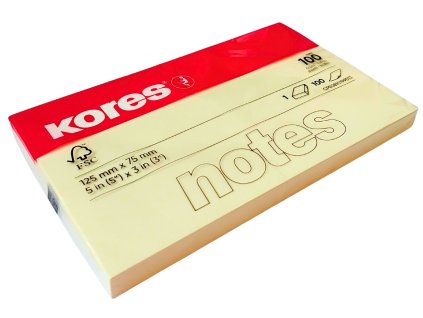 kores
100
1 100
FSC
125 mm x 75 mm
5 in (5") x 3 in (3")
notes